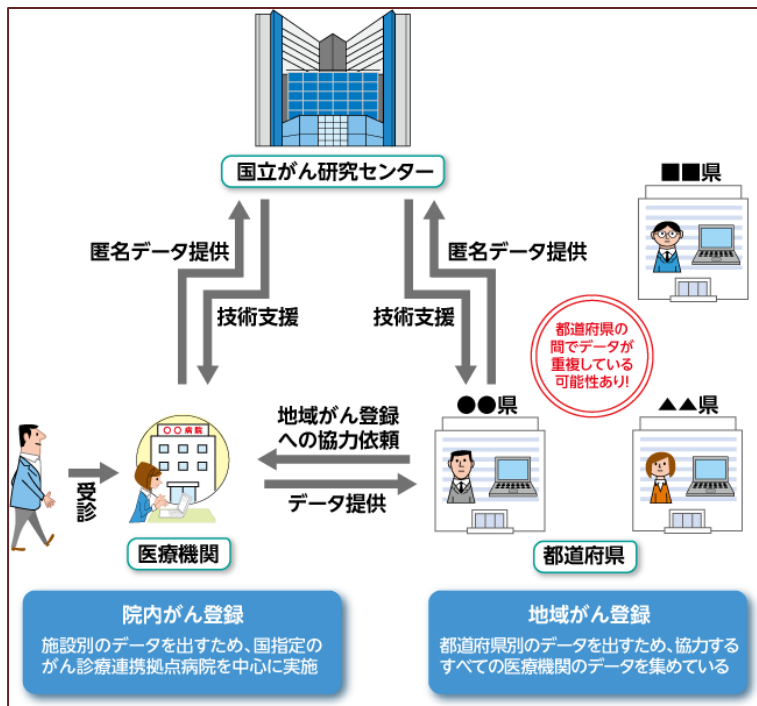 国立がん研究センター
■■県
匿名データ提供
匿名データ提供
技術支援
技術支援
都道府県の
間でデータが
重複している
可能性あり!
●●県
▲▲県
○○病院
地域がん登録
への協力依頼
受診
データ提供
医療機関
都道府県
院内がん登録
施設別のデータを出すため、国指定の
がん診療連携拠点病院を中心に実施
地域がん登録
都道府県別のデータを出すため、協力する
すべての医療機関のデータを集めている